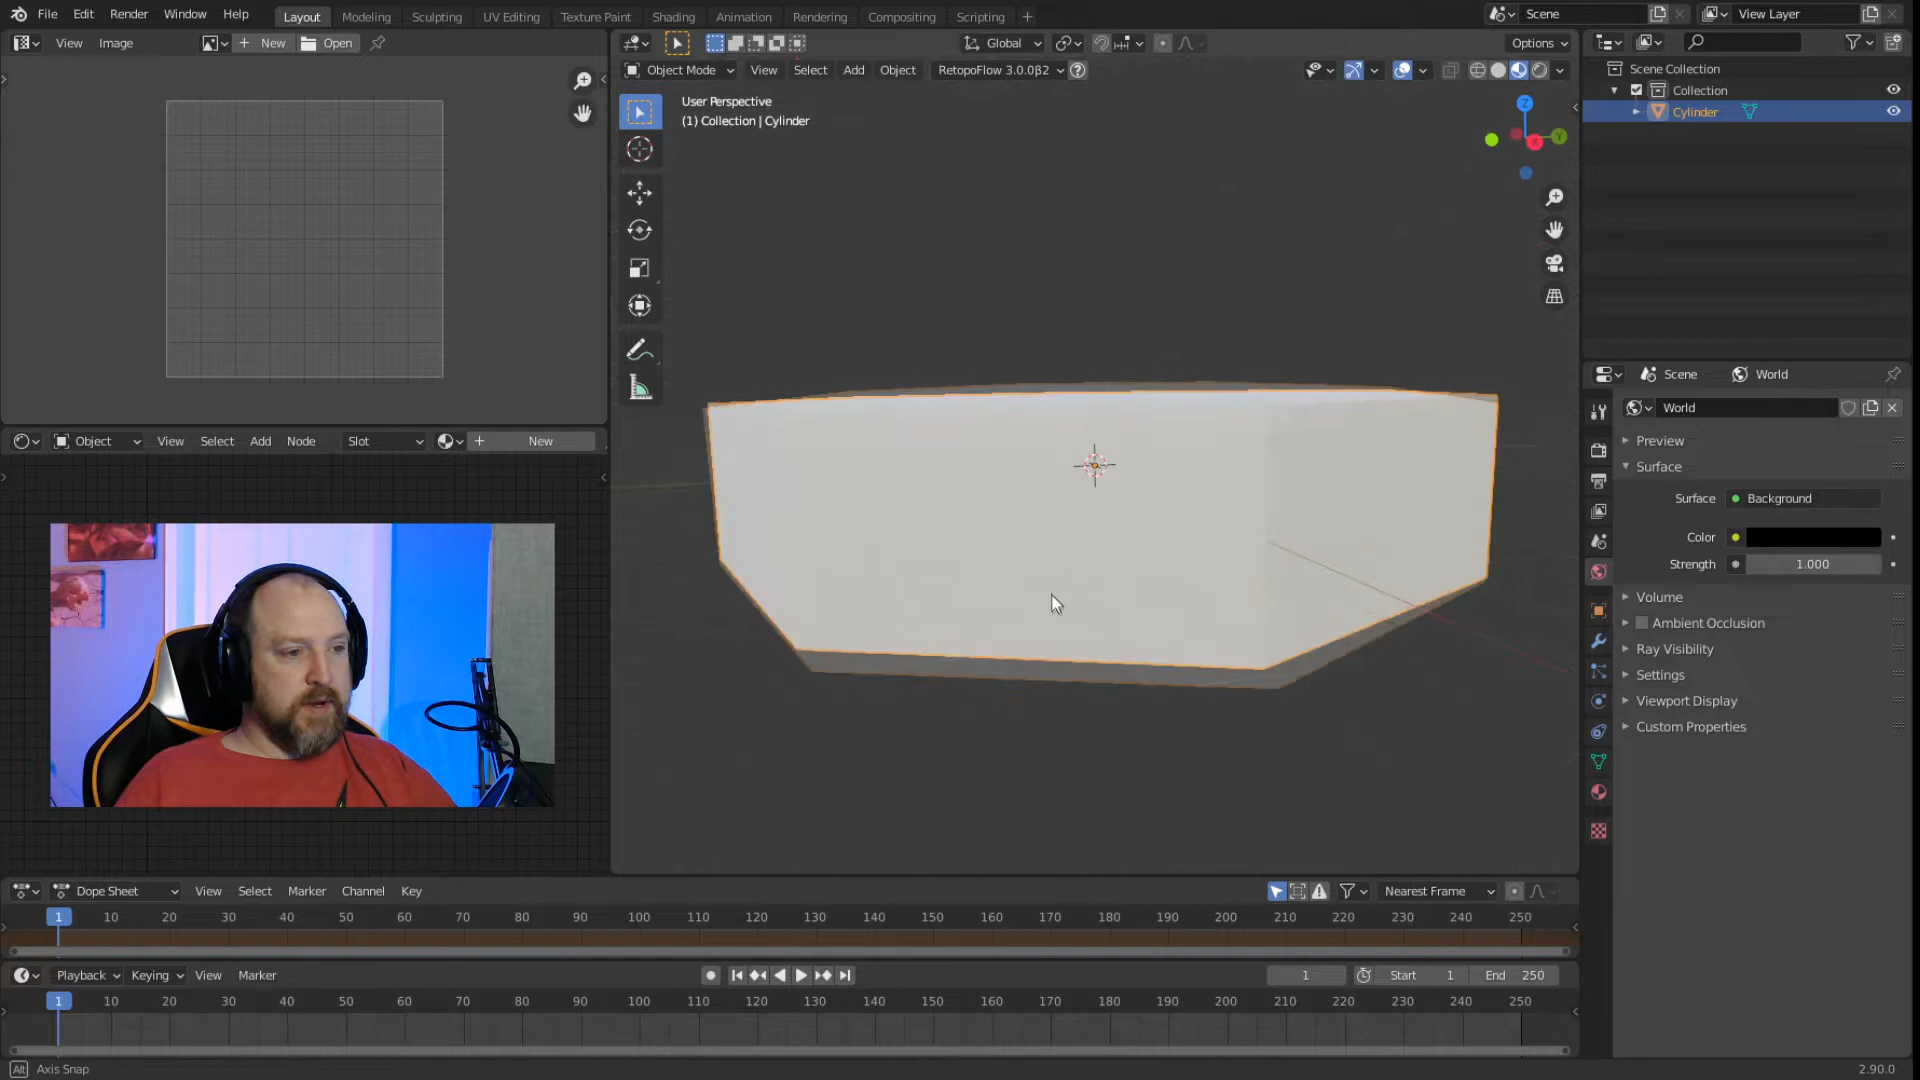 File Edit Render Window Help
Layout Modeling Sculpting UV Editing Texture Paint Shading Animation Rendering Compositing Scripting +
Scene
View Layer
View Image
New
Open
Global
Options
Object Mode View Select Add Object RetopoFlow 3.0.0β2 ?
User Perspective
(1) Collection | Cylinder
Z
Y
X
Scene Collection
Collection
Cylinder
Scene
World
World
Preview
Surface
Surface Background
Color
Strength 1.000
Volume
Ambient Occlusion
Ray Visibility
Settings
Viewport Display
Custom Properties
Object View Select Add Node Slot New
Dope Sheet View Select Marker Channel Key
Nearest Frame
1 10 20 30 40 50 60 70 80 90 100 110 120 130 140 150 160 170 180 190 200 210 220 230 240 250
Playback Keying View Marker
1
Start 1
End 250
1 10 20 30 40 50 60 70 80 90 100 110 120 130 140 150 160 170 180 190 200 210 220 230 240 250
Alt Axis Snap
2.90.0